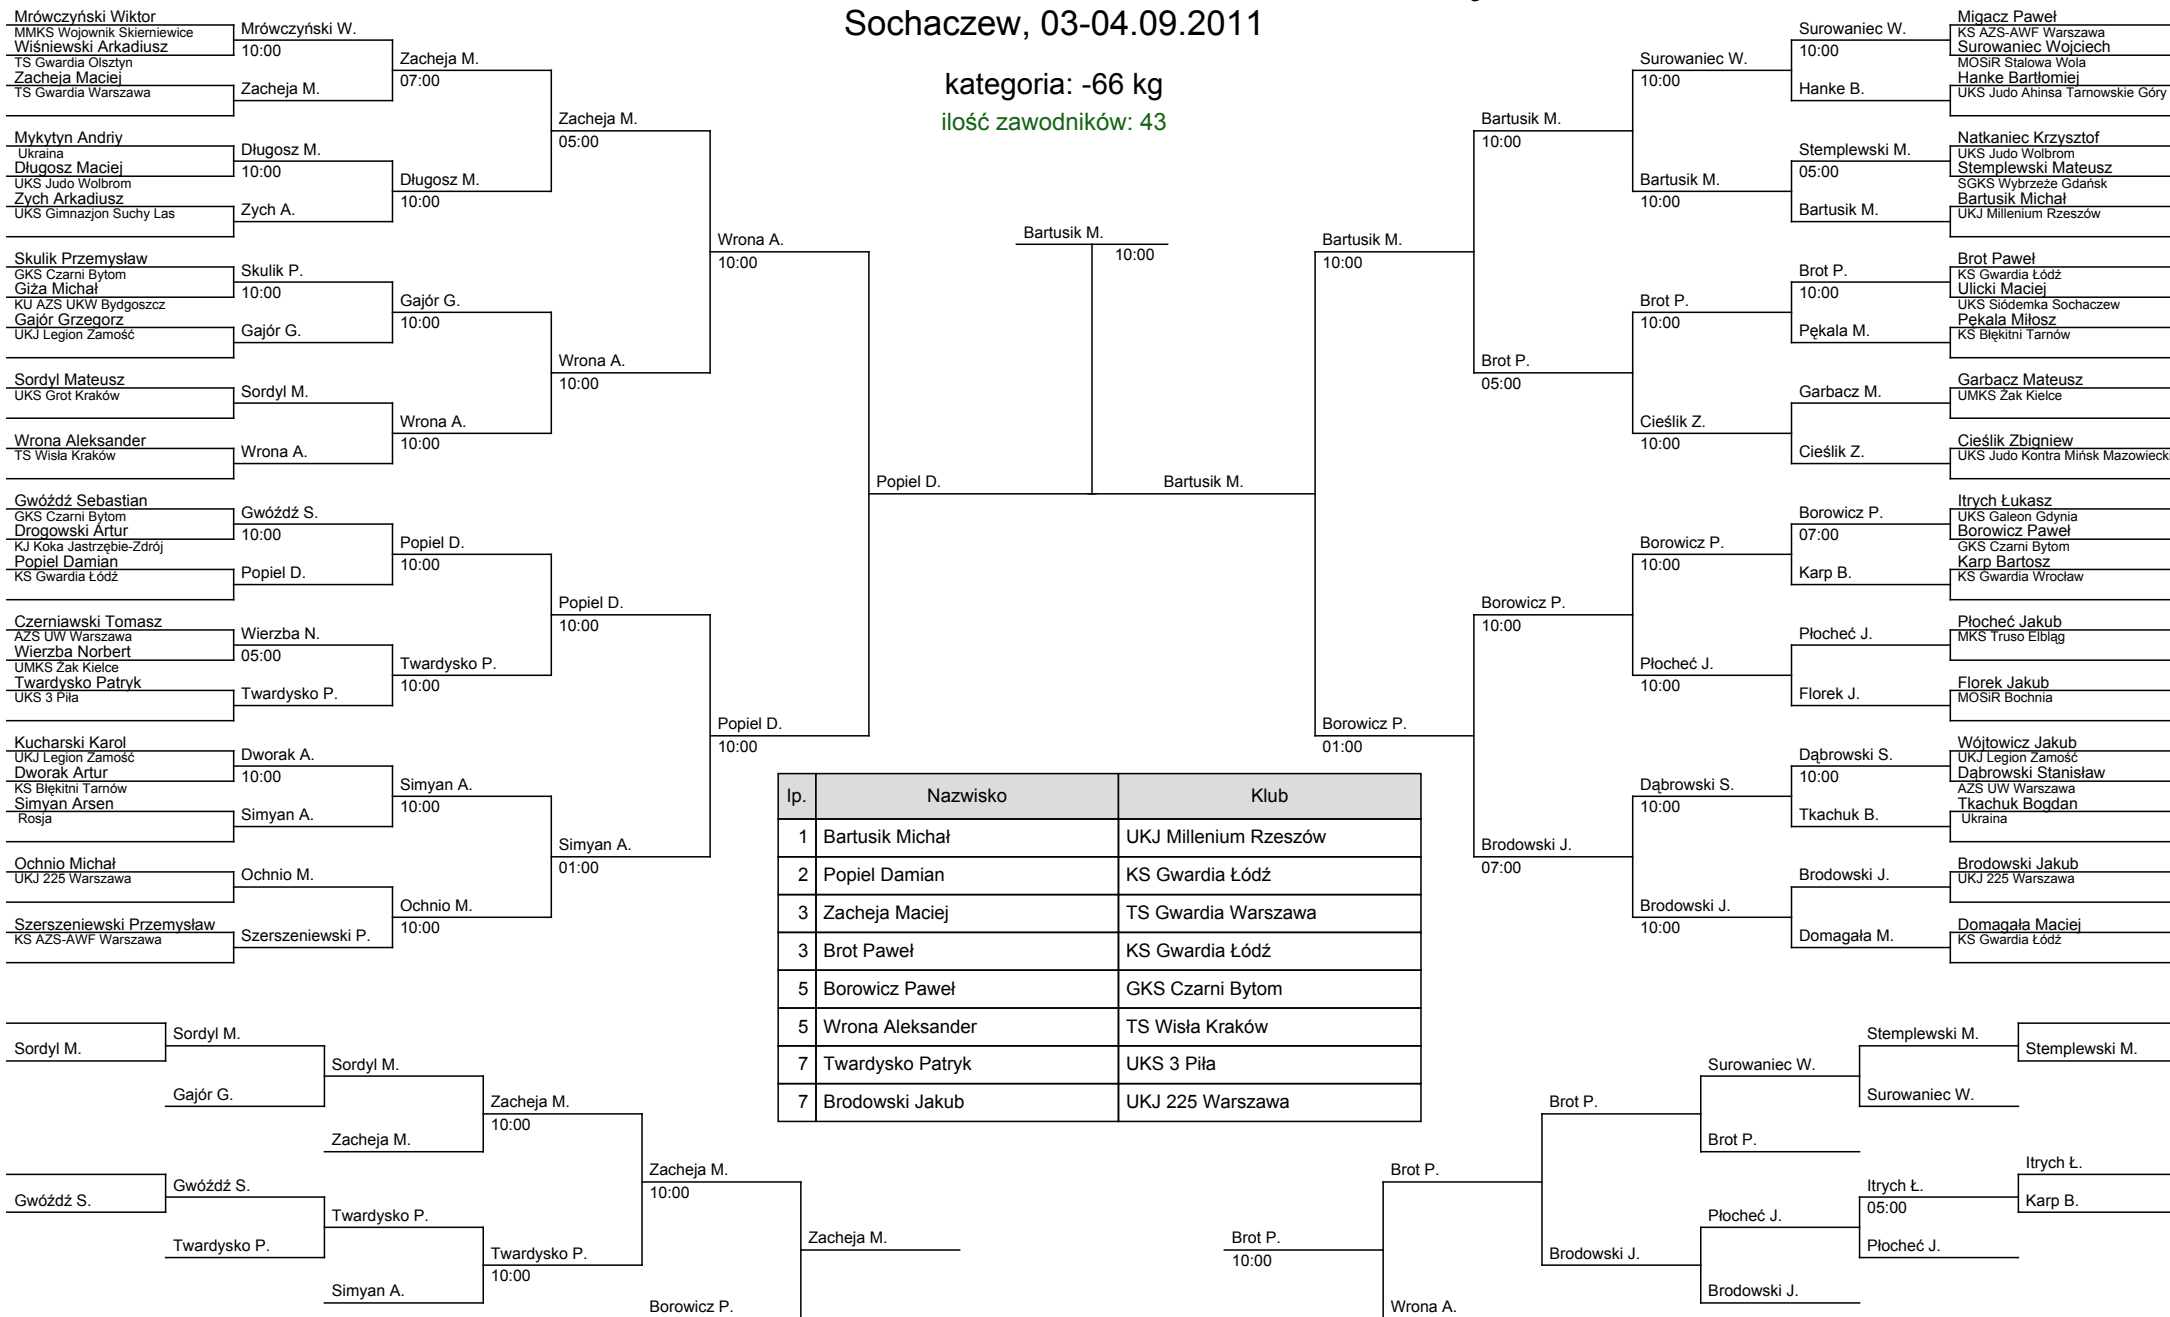 Sochaczew, 03-04.09.2011
kategoria: -66 kg
ilość zawodników: 43
Mrówczyński Wiktor
MMKS Wojownik Skierniewice
Wiśniewski Arkadiusz
TS Gwardia Olsztyn
Zacheja Maciej
TS Gwardia Warszawa
Mykytyn Andriy
Ukraina
Długosz Maciej
UKS Judo Wolbrom
Zych Arkadiusz
UKS Gimnazjon Suchy Las
Skulik Przemysław
GKS Czarni Bytom
Giża Michał
KU AZS UKW Bydgoszcz
Gajór Grzegorz
UKJ Legion Zamość
Sordyl Mateusz
UKS Grot Kraków
Wrona Aleksander
TS Wisła Kraków
Gwóźdź Sebastian
GKS Czarni Bytom
Drogowski Artur
KJ Koka Jastrzębie-Zdrój
Popiel Damian
KS Gwardia Łódź
Czerniawski Tomasz
AZS UW Warszawa
Wierzba Norbert
UMKS Żak Kielce
Twardysko Patryk
UKS 3 Piła
Kucharski Karol
UKJ Legion Zamość
Dworak Artur
KS Błękitni Tarnów
Simyan Arsen
Rosja
Ochnio Michał
UKJ 225 Warszawa
Szerszeniewski Przemysław
KS AZS-AWF Warszawa
Mrówczyński W.
10:00
Zacheja M.
Długosz M.
10:00
Zych A.
Skulik P.
10:00
Gajór G.
Sordyl M.
Wrona A.
Gwóźdź S.
10:00
Popiel D.
Wierzba N.
05:00
Twardysko P.
Dworak A.
10:00
Simyan A.
Ochnio M.
Szerszeniewski P.
Zacheja M.
07:00
Długosz M.
10:00
Gajór G.
10:00
Wrona A.
10:00
Popiel D.
10:00
Twardysko P.
10:00
Simyan A.
10:00
Ochnio M.
10:00
Zacheja M.
05:00
Wrona A.
10:00
Popiel D.
10:00
Simyan A.
01:00
Wrona A.
10:00
Popiel D.
10:00
Popiel D.
Bartusik M.
10:00
Bartusik M.
Bartusik M.
10:00
Borowicz P.
01:00
Bartusik M.
10:00
Brot P.
05:00
Borowicz P.
10:00
Brodowski J.
07:00
Surowaniec W.
10:00
Bartusik M.
10:00
Brot P.
10:00
Cieślik Z.
10:00
Borowicz P.
10:00
Płocheć J.
10:00
Dąbrowski S.
10:00
Brodowski J.
10:00
Surowaniec W.
10:00
Hanke B.
Stemplewski M.
05:00
Bartusik M.
Brot P.
10:00
Pękala M.
Garbacz M.
Cieślik Z.
Borowicz P.
07:00
Karp B.
Płocheć J.
Florek J.
Dąbrowski S.
10:00
Tkachuk B.
Brodowski J.
Domagała M.
Migacz Paweł
KS AZS-AWF Warszawa
Surowaniec Wojciech
MOSiR Stalowa Wola
Hanke Bartłomiej
UKS Judo Ahinsa Tarnowskie Góry
Natkaniec Krzysztof
UKS Judo Wolbrom
Stemplewski Mateusz
SGKS Wybrzeże Gdańsk
Bartusik Michał
UKJ Millenium Rzeszów
Brot Paweł
KS Gwardia Łódź
Ulicki Maciej
UKS Siódemka Sochaczew
Pękala Miłosz
KS Błękitni Tarnów
Garbacz Mateusz
UMKS Żak Kielce
Cieślik Zbigniew
UKS Judo Kontra Mińsk Mazowiecki
Itrych Łukasz
UKS Galeon Gdynia
Borowicz Paweł
GKS Czarni Bytom
Karp Bartosz
KS Gwardia Wrocław
Płocheć Jakub
MKS Truso Elbląg
Florek Jakub
MOSiR Bochnia
Wójtowicz Jakub
UKJ Legion Zamość
Dąbrowski Stanisław
AZS UW Warszawa
Tkachuk Bogdan
Ukraina
Brodowski Jakub
UKJ 225 Warszawa
Domagała Maciej
KS Gwardia Łódź
lp. Nazwisko Klub
1 Bartusik Michał UKJ Millenium Rzeszów
2 Popiel Damian KS Gwardia Łódź
3 Zacheja Maciej TS Gwardia Warszawa
3 Brot Paweł KS Gwardia Łódź
5 Borowicz Paweł GKS Czarni Bytom
5 Wrona Aleksander TS Wisła Kraków
7 Twardysko Patryk UKS 3 Piła
7 Brodowski Jakub UKJ 225 Warszawa
Sordyl M.
Gwóźdź S.
Sordyl M.
Gajór G.
Gwóźdź S.
Twardysko P.
Sordyl M.
Zacheja M.
Twardysko P.
Simyan A.
Zacheja M.
10:00
Twardysko P.
10:00
Zacheja M.
10:00
Borowicz P.
Zacheja M.
Brot P.
10:00
Brot P.
Wrona A.
Brot P.
Brodowski J.
Surowaniec W.
Brot P.
Płocheć J.
Brodowski J.
Stemplewski M.
Surowaniec W.
Itrych Ł.
05:00
Płocheć J.
Stemplewski M.
Itrych Ł.
Karp B.